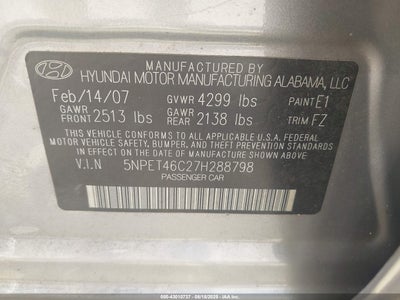 MANUFACTURED BY
HYUNDAI MOTOR MANUFACTURING ALABAMA, LLC
Feb/14/07 GVWR 4299 lbs PAINT E1
GAWR FRONT 2513 lbs GAWR REAR 2138 lbs TRIM FZ
THIS VEHICLE CONFORMS TO ALL APPLICABLE U.S.A. FEDERAL
MOTOR VEHICLE SAFETY, BUMPER, AND THEFT PREVENTION STANDARDS
IN EFFECT ON THE DATE OF MANUFACTURE SHOWN ABOVE.
V.I.N 5NPET46C27H288798
PASSENGER CAR